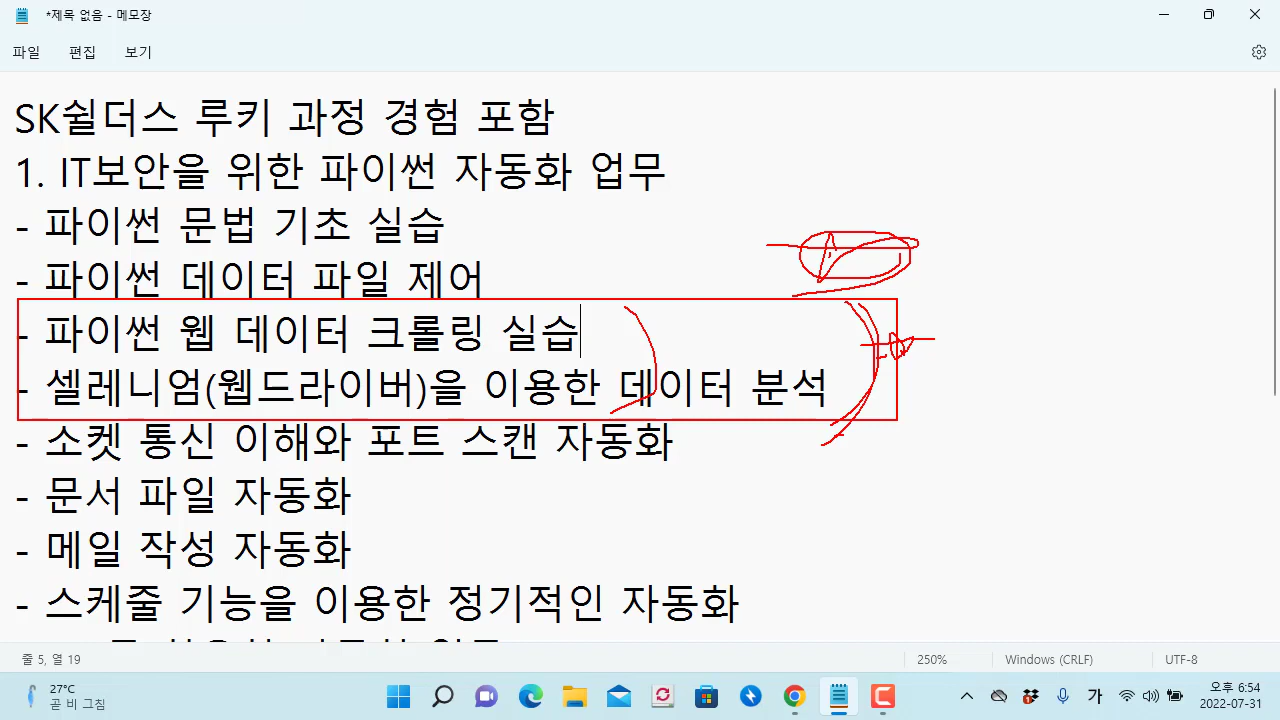 *제목 없음 - 메모장
파일 편집 보기
SK쉴더스 루키 과정 경험 포함
1. IT보안을 위한 파이썬 자동화 업무
- 파이썬 문법 기초 실습
- 파이썬 데이터 파일 제어
- 파이썬 웹 데이터 크롤링 실습
- 셀레니엄(웹드라이버)을 이용한 데이터 분석
- 소켓 통신 이해와 포트 스캔 자동화
- 문서 파일 자동화
- 메일 작성 자동화
- 스케줄 기능을 이용한 정기적인 자동화
줄 5, 열 19 250% Windows (CRLF) UTF-8
27°C
곧 비 그침
가
오후 6:54
2022-07-31